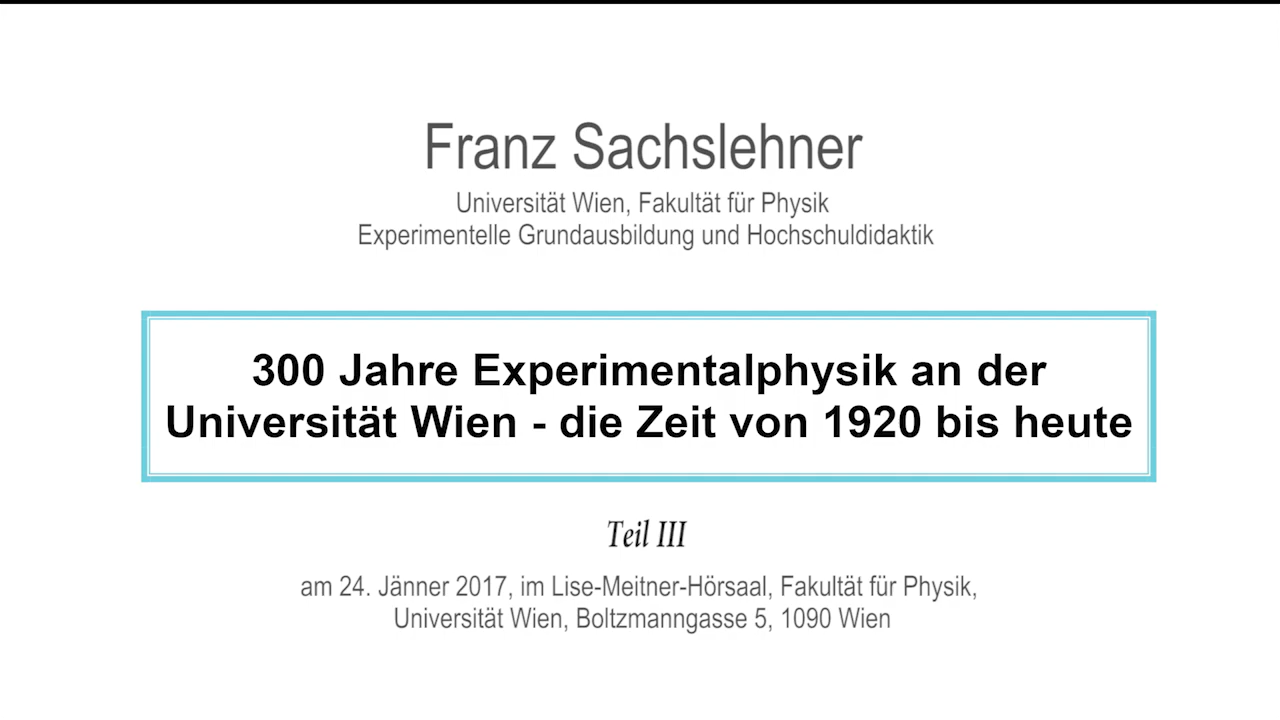 Franz Sachslehner
Universität Wien, Fakultät für Physik
Experimentelle Grundausbildung und Hochschuldidaktik
300 Jahre Experimentalphysik an der
Universität Wien - die Zeit von 1920 bis heute
Teil III
am 24. Jänner 2017, im Lise-Meitner-Hörsaal, Fakultät für Physik,
Universität Wien, Boltzmanngasse 5, 1090 Wien